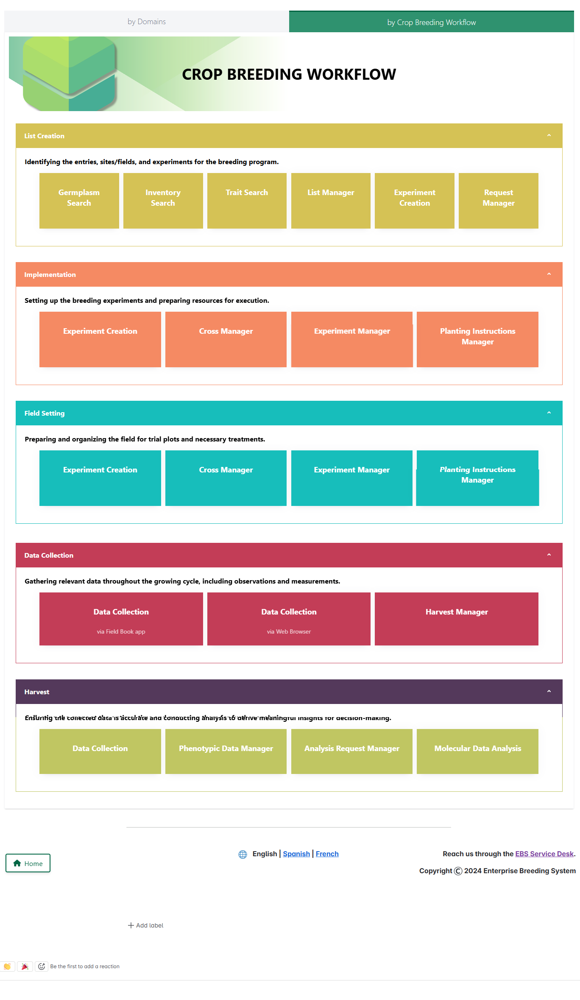 by Domains
by Crop Breeding Workflow
CROP BREEDING WORKFLOW
List Creation
Identifying the entries, sites/fields, and experiments for the breeding program.
Germplasm
Search
Inventory
Search
Trait Search
List Manager
Experiment
Creation
Request
Manager
Implementation
Setting up the breeding experiments and preparing resources for execution.
Experiment Creation
Cross Manager
Experiment Manager
Planting Instructions
Manager
Field Setting
Preparing and organizing the field for trial plots and necessary treatments.
Experiment Creation
Cross Manager
Experiment Manager
Planting Instructions
Manager
Data Collection
Gathering relevant data throughout the growing cycle, including observations and measurements.
Data Collection
via Field Book app
Data Collection
via Web Browser
Harvest Manager
Harvest
Ensuring the collected data is accurate and conducting analysis to derive meaningful insights for decision-making.
Data Collection
Phenotypic Data Manager
Analysis Request Manager
Molecular Data Analysis
Home
English | Spanish | French
Reach us through the EBS Service Desk.
Copyright © 2024 Enterprise Breeding System
Add label
Be the first to add a reaction